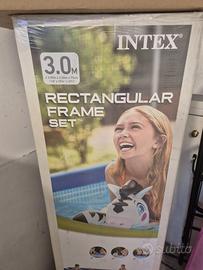 INTEX
3.0M
RECTANGULAR
FRAME
SET
subito